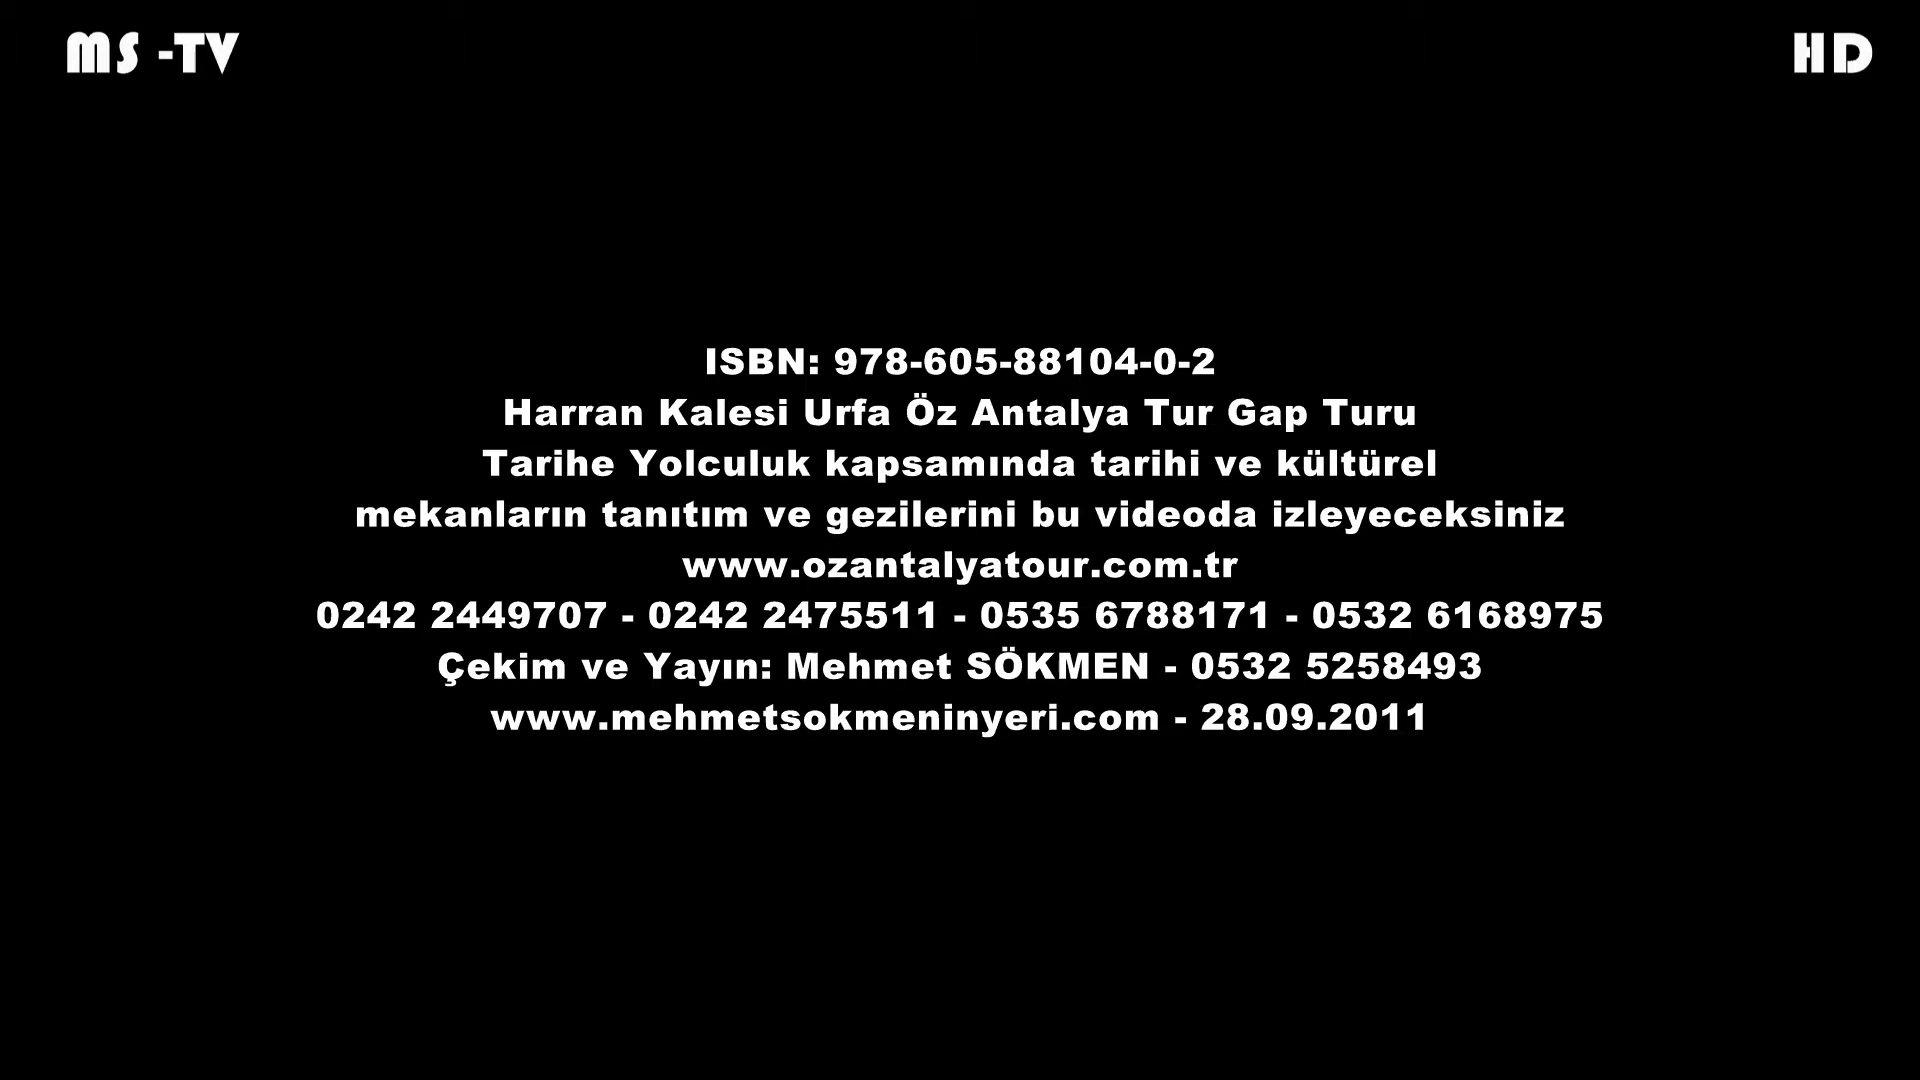 MS -TV
HD
ISBN: 978-605-88104-0-2
Harran Kalesi Urfa Öz Antalya Tur Gap Turu
Tarihe Yolculuk kapsamında tarihi ve kültürel
mekanların tanıtım ve gezilerini bu videoda izleyeceksiniz
www.ozantalyatour.com.tr
0242 2449707 - 0242 2475511 - 0535 6788171 - 0532 6168975
Çekim ve Yayın: Mehmet SÖKMEN - 0532 5258493
www.mehmetsokmeninyeri.com - 28.09.2011